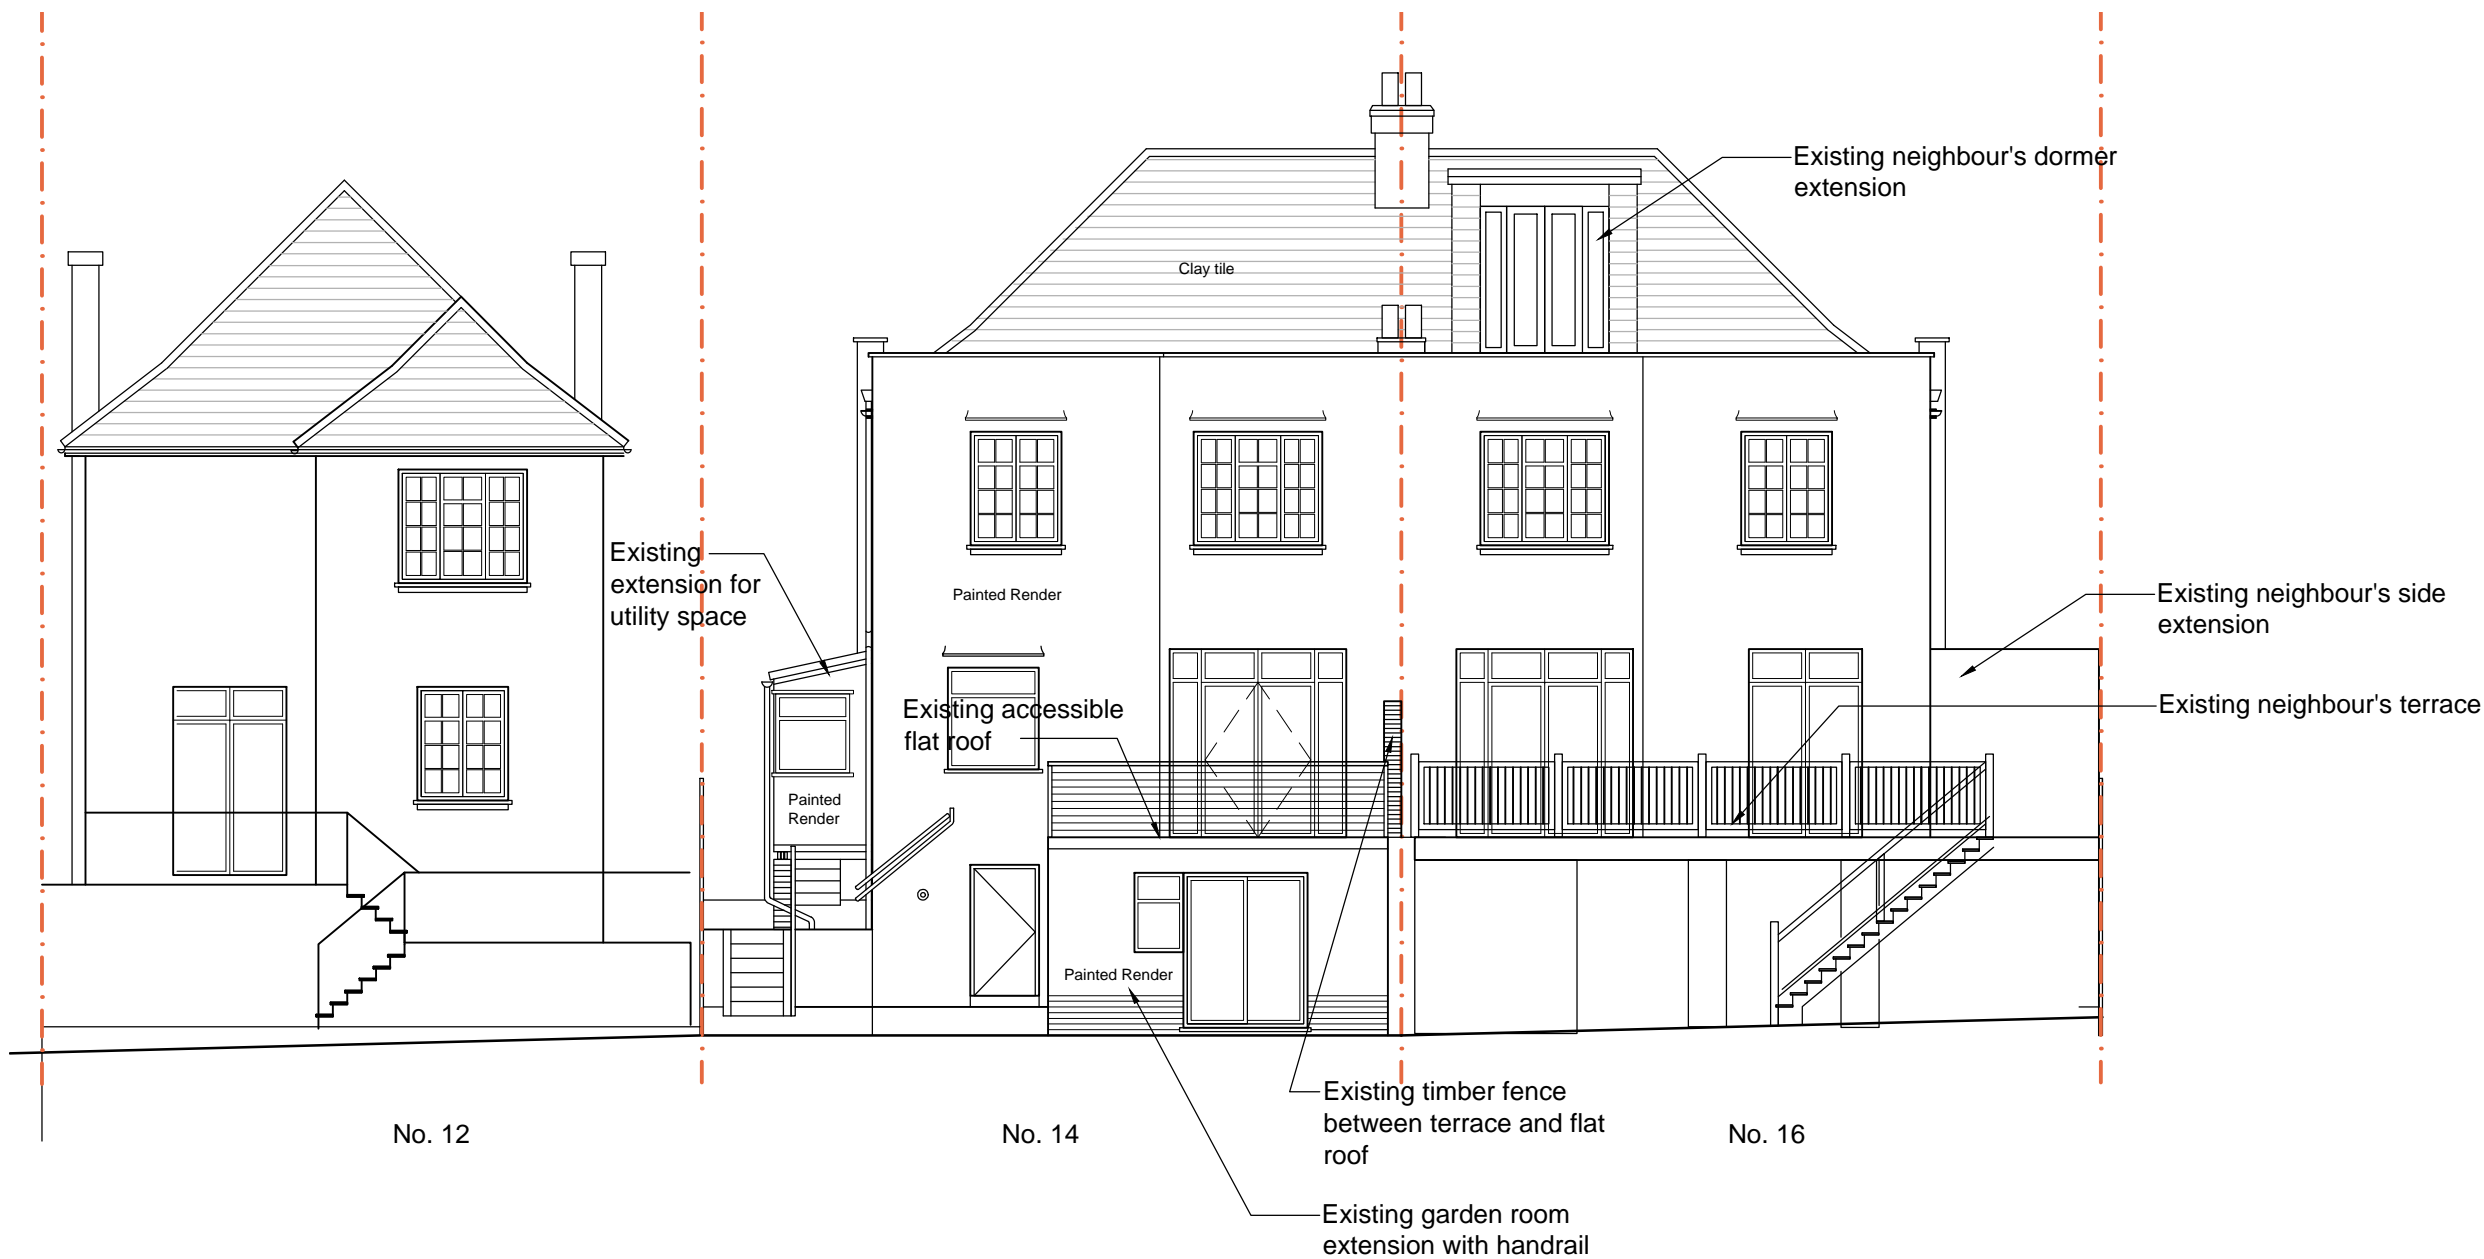 Existing neighbour's dormer
extension
Clay tile
Existing
extension for
utility space
Painted Render
Existing neighbour's side
extension
Existing accessible
flat roof
Existing neighbour's terrace
Painted
Render
Painted Render
Existing timber fence
between terrace and flat
roof
No. 12
No. 14
No. 16
Existing garden room
extension with handrail